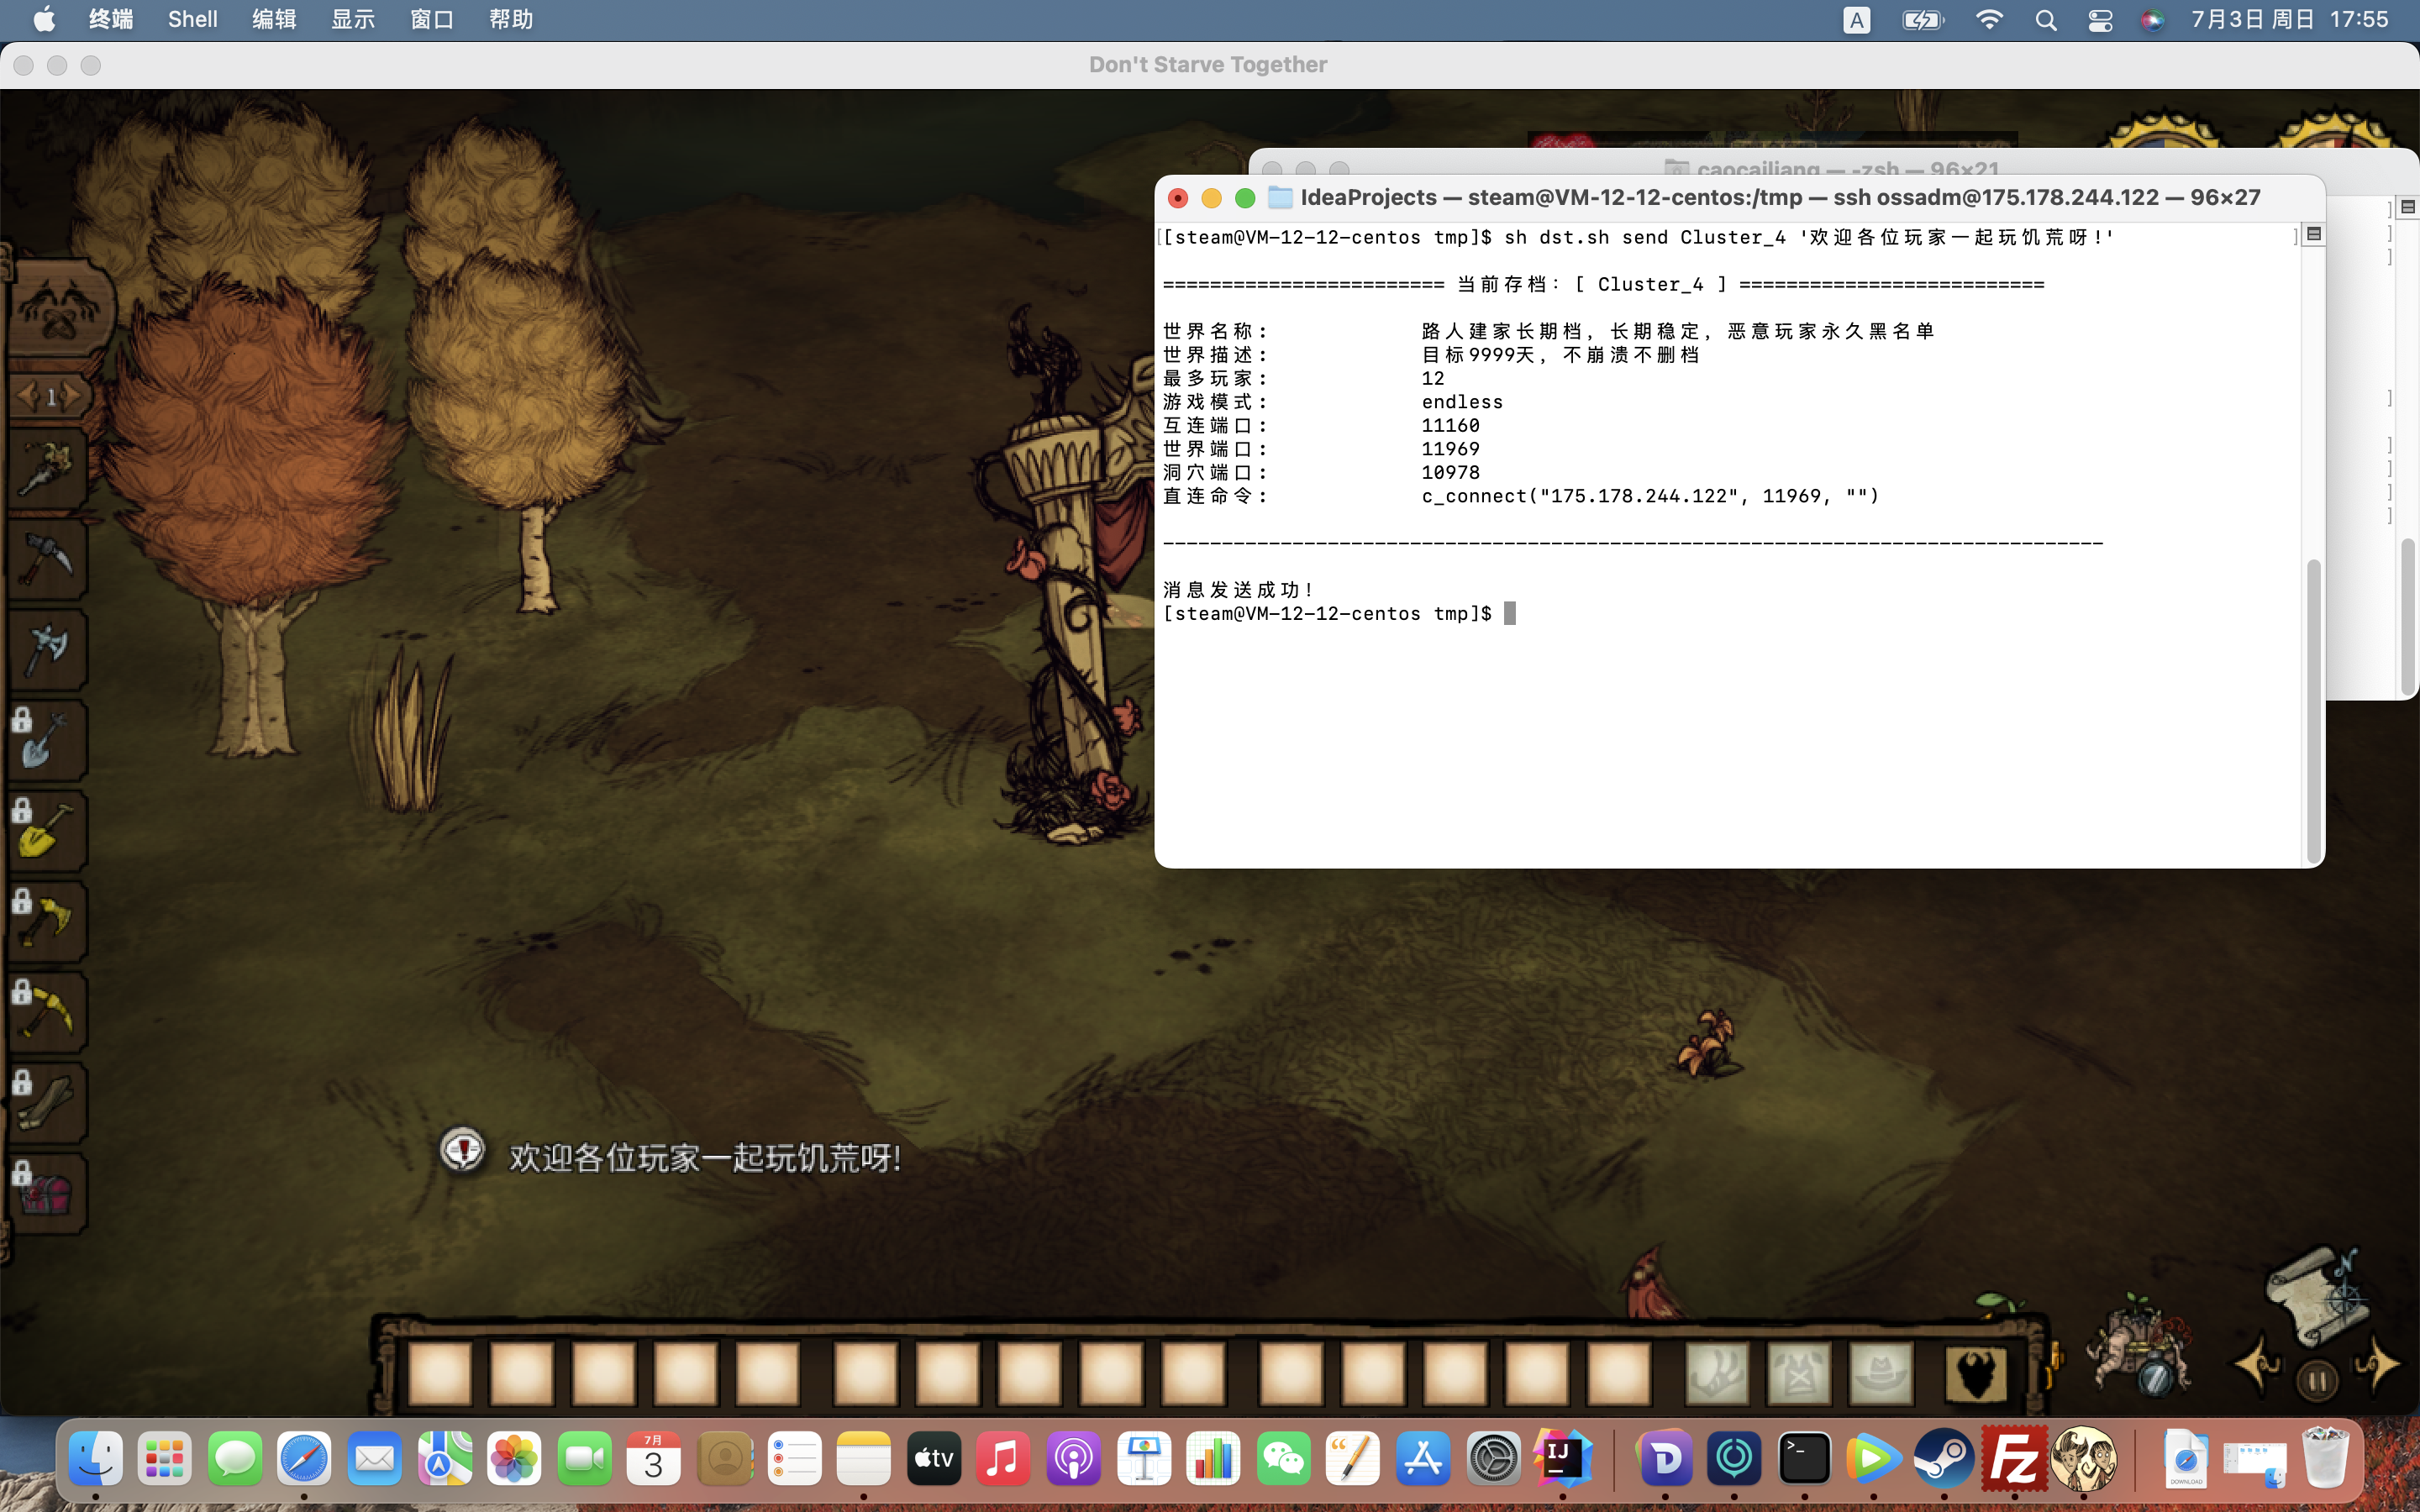 终端 Shell 编辑 显示 窗口 帮助 A 7月3日 周日 17:55
Don't Starve Together
caocailiang — -zsh — 96×21
IdeaProjects — steam@VM-12-12-centos:/tmp — ssh ossadm@175.178.244.122 — 96×27
[[steam@VM-12-12-centos tmp]$ sh dst.sh send Cluster_4 '欢迎各位玩家一起玩饥荒呀!' ]
======================== 当前存档: [ Cluster_4 ] ==========================
世界名称: 路人建家长期档, 长期稳定, 恶意玩家永久黑名单
世界描述: 目标9999天, 不崩溃不删档
最多玩家: 12
游戏模式: endless
互连端口: 11160
世界端口: 11969
洞穴端口: 10978
直连命令: c_connect("175.178.244.122", 11969, "")
--------------------------------------------------------------------------------
消息发送成功!
[steam@VM-12-12-centos tmp]$
1
欢迎各位玩家一起玩饥荒呀!
N
7月
3
tv
IJ
>_
Fz
DOWNLOAD